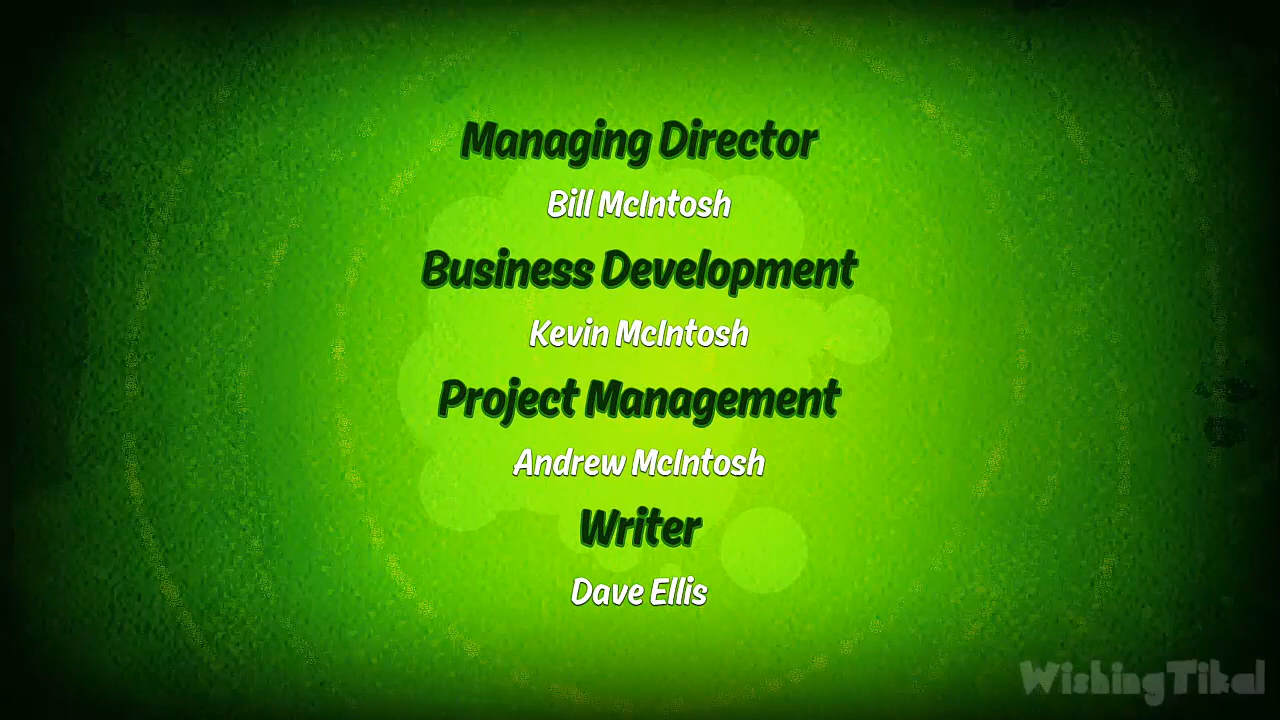 Managing Director
Bill McIntosh
Business Development
Kevin McIntosh
Project Management
Andrew McIntosh
Writer
Dave Ellis
WishingTikal